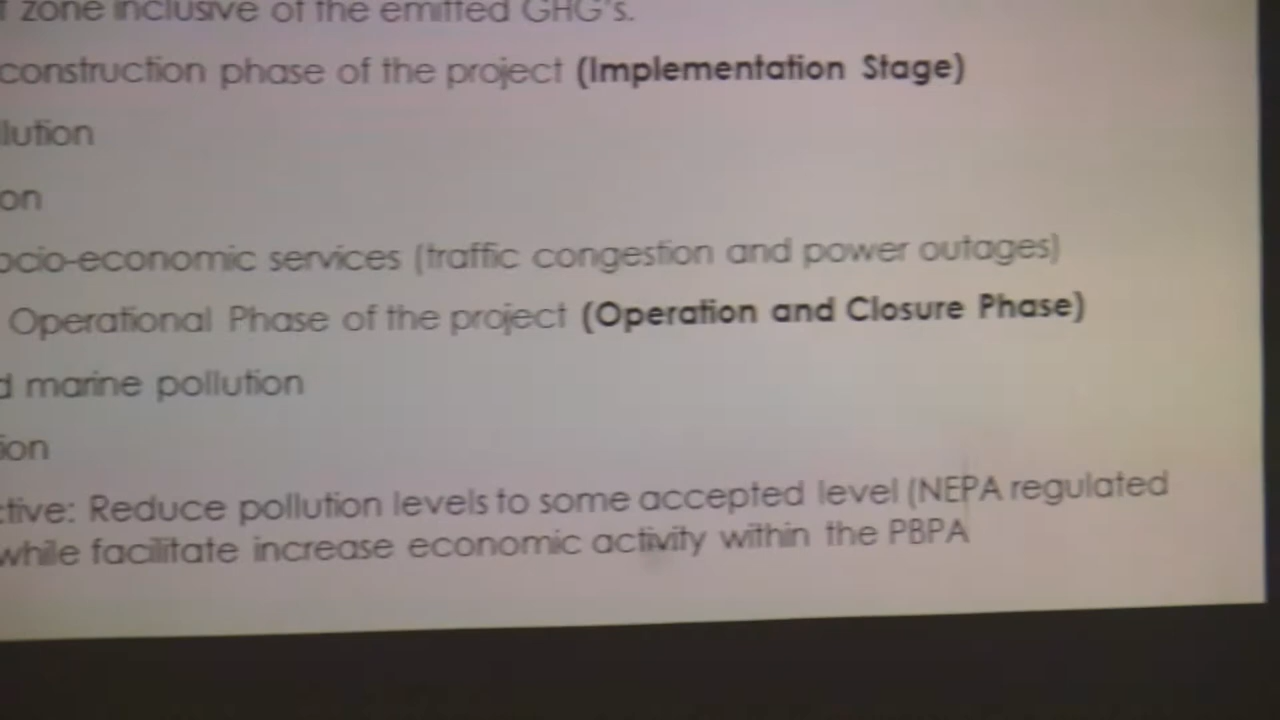 zone inclusive of the emitted GHG's.
construction phase of the project (Implementation Stage)
lution
on
ocio-economic services (traffic congestion and power outages)
Operational Phase of the project (Operation and Closure Phase)
d marine pollution
ion
ctive: Reduce pollution levels to some accepted level (NEPA regulated
while facilitate increase economic activity within the PBPA